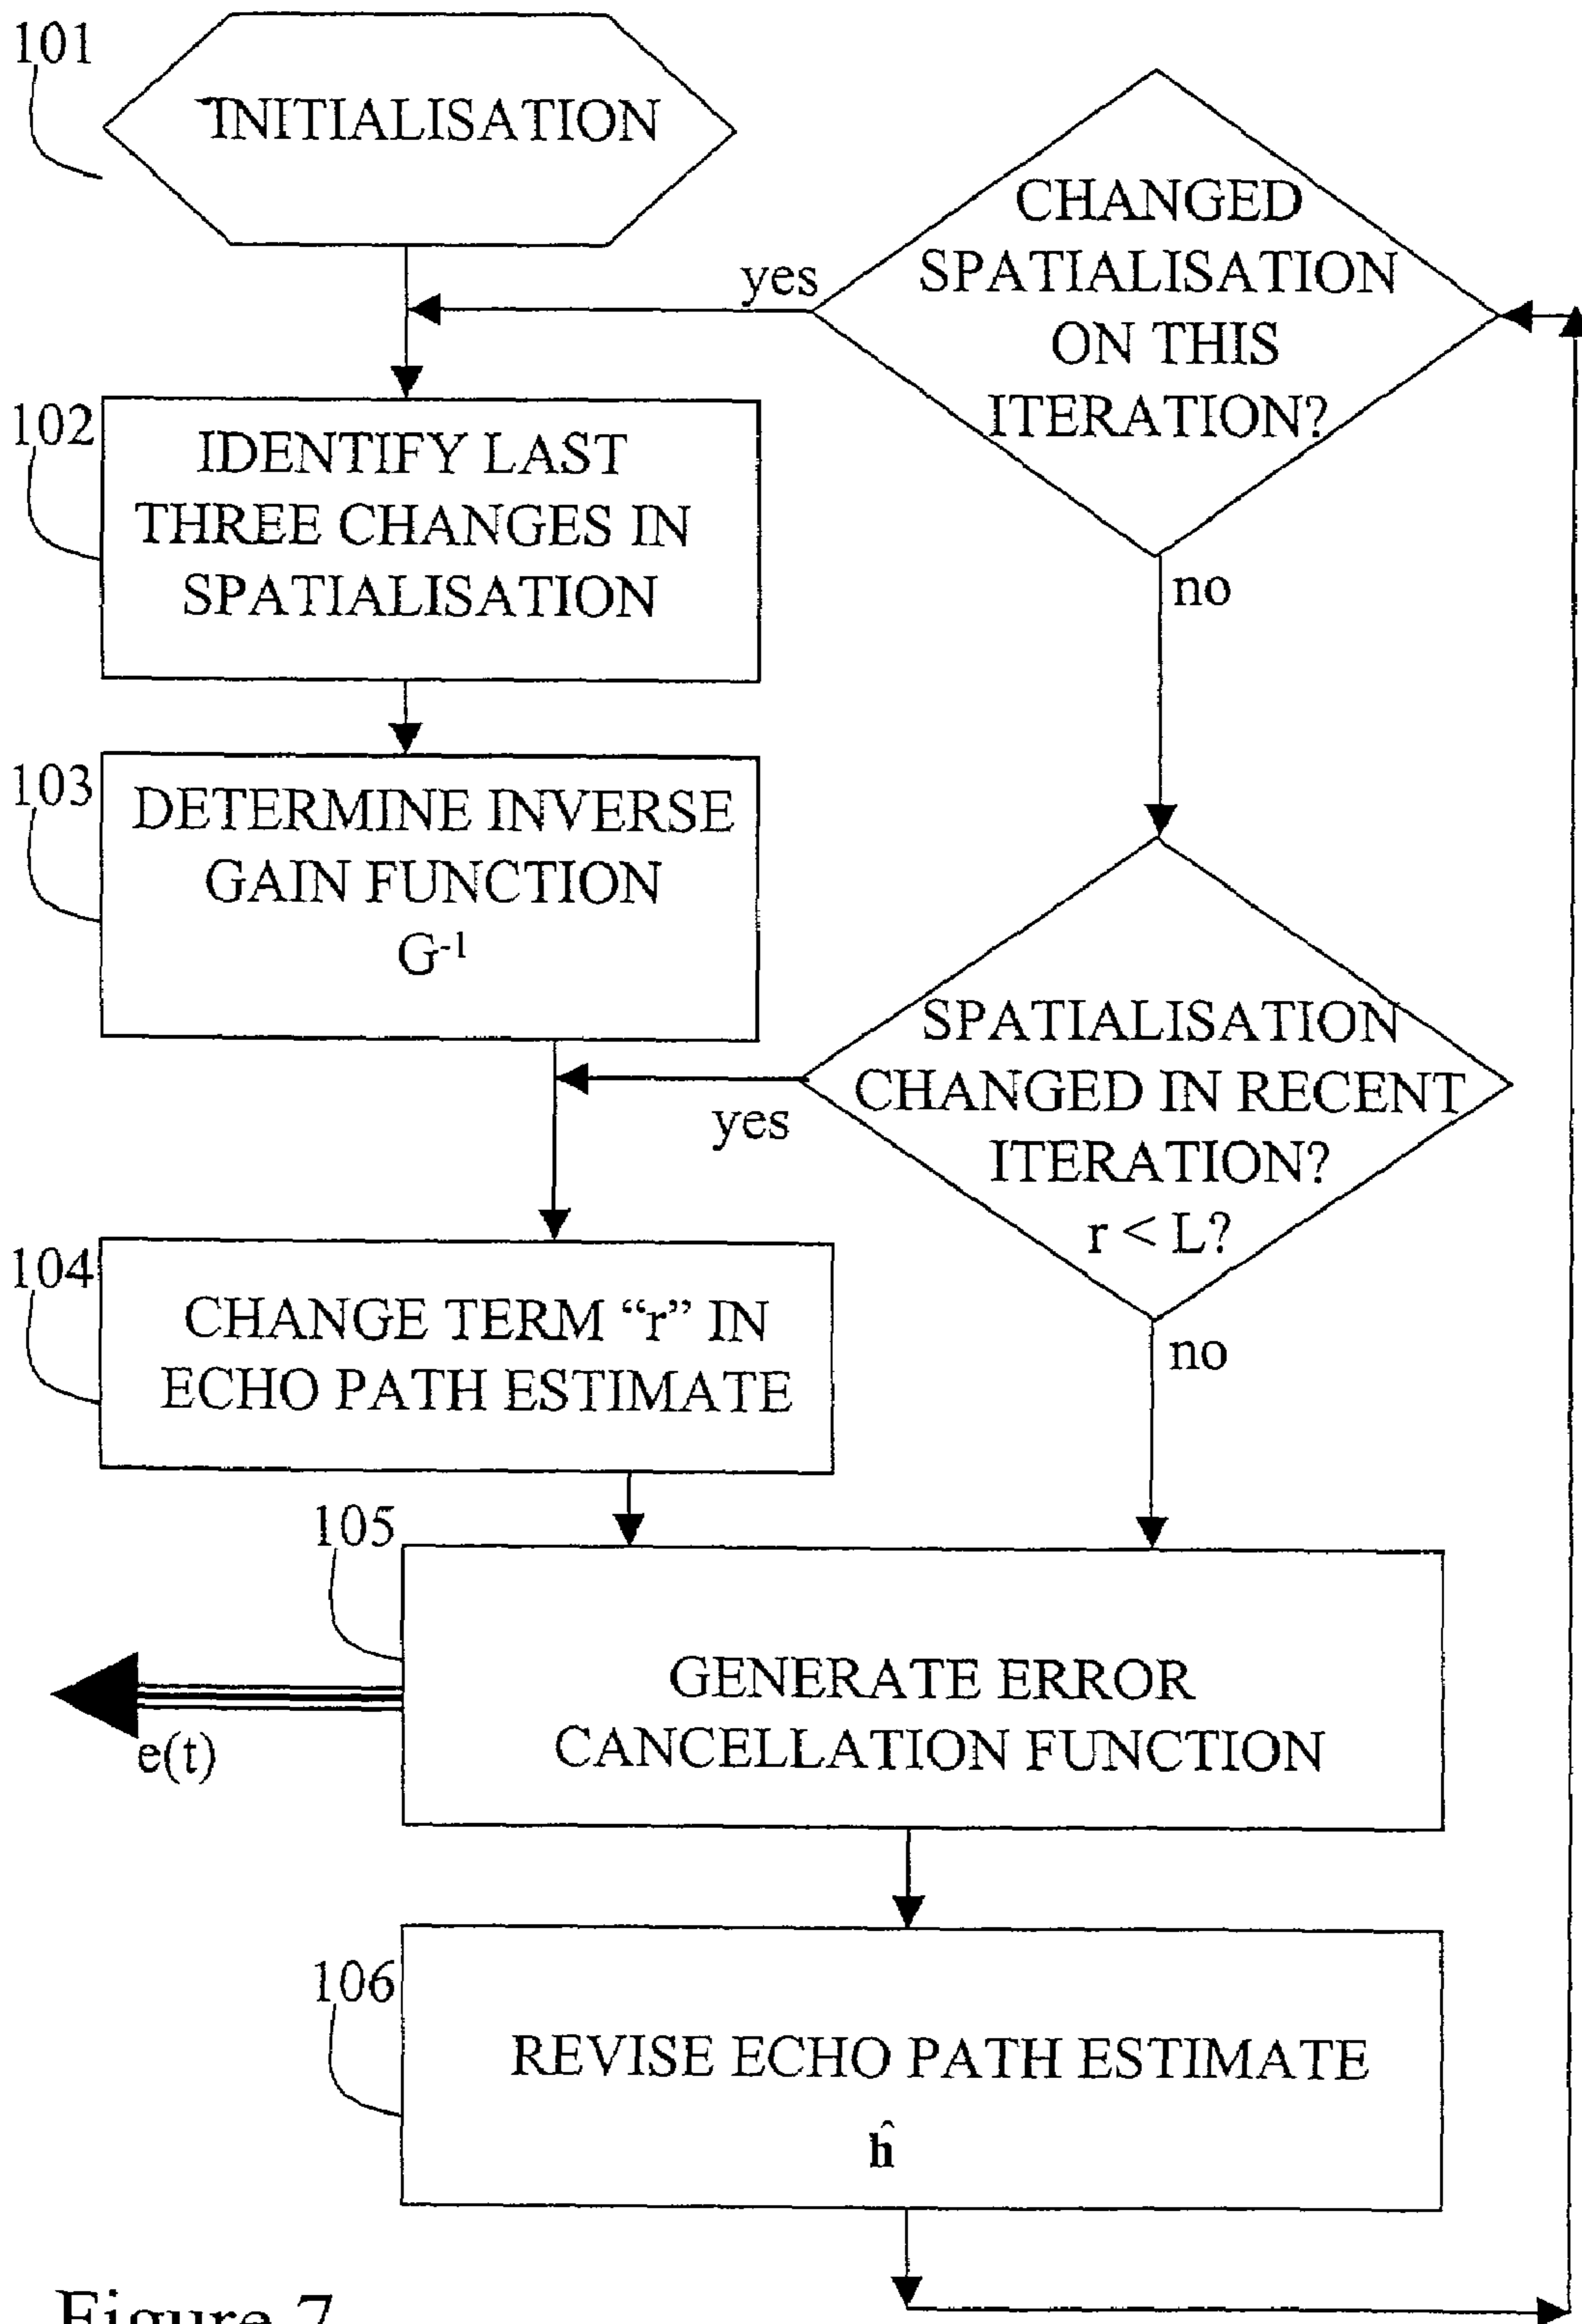 101
INITIALISATION
CHANGED
SPATIALISATION
ON THIS
ITERATION?
yes
no
102
IDENTIFY LAST
THREE CHANGES IN
SPATIALISATION
103
DETERMINE INVERSE
GAIN FUNCTION
G⁻¹
SPATIALISATION
CHANGED IN RECENT
ITERATION?
r < L?
yes
no
104
CHANGE TERM “r” IN
ECHO PATH ESTIMATE
105
GENERATE ERROR
CANCELLATION FUNCTION
e(t)
106
REVISE ECHO PATH ESTIMATE
ĥ
Figure 7